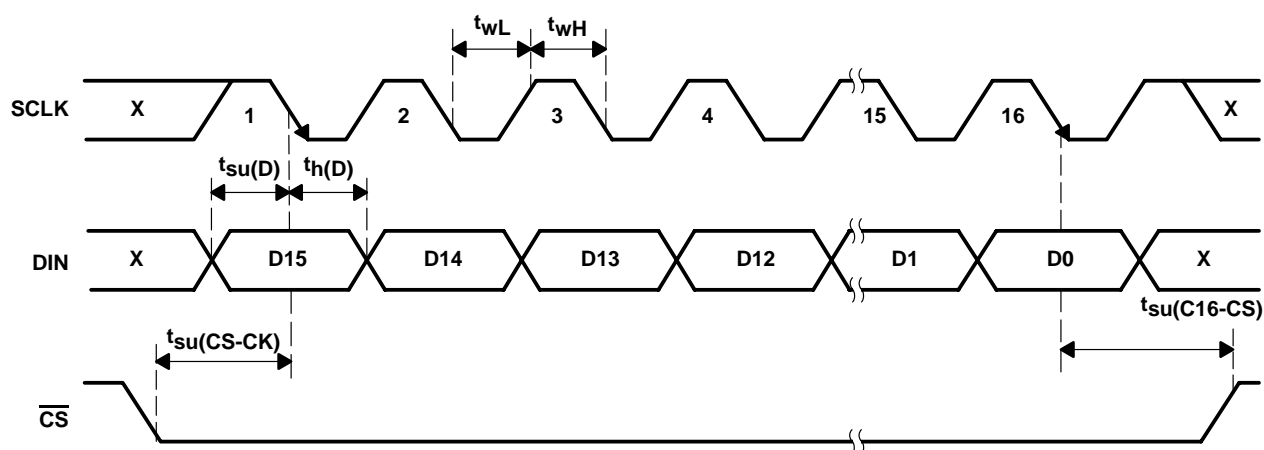 twL twH
SCLK X 1 2 3 4 15 16 X
tsu(D) th(D)
DIN X D15 D14 D13 D12 D1 D0 X
tsu(CS-CK) tsu(C16-CS)
CS